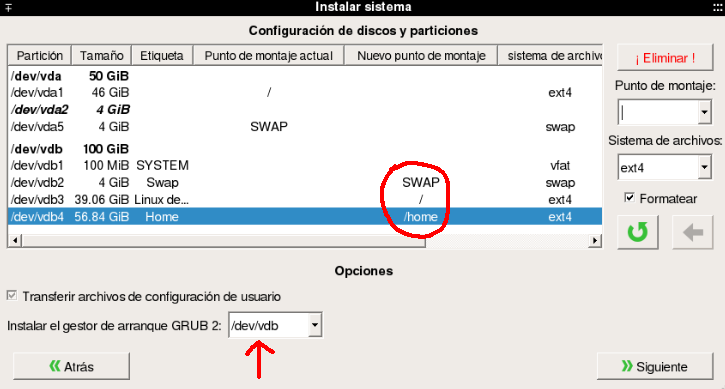 Instalar sistema
Configuración de discos y particiones
Partición Tamaño Etiqueta Punto de montaje actual Nuevo punto de montaje sistema de archivo
/dev/vda 50 GiB
/dev/vda1 46 GiB / ext4
/dev/vda2 4 GiB
/dev/vda5 4 GiB SWAP swap
/dev/vdb 100 GiB
/dev/vdb1 100 MiB SYSTEM vfat
/dev/vdb2 4 GiB Swap SWAP swap
/dev/vdb3 39.06 GiB Linux de... / ext4
/dev/vdb4 56.84 GiB Home /home ext4
¡ Eliminar !
Punto de montaje:
Sistema de archivos:
ext4
Formatear
Opciones
Transferir archivos de configuración de usuario
Instalar el gestor de arranque GRUB 2: /dev/vdb
Atrás
Siguiente